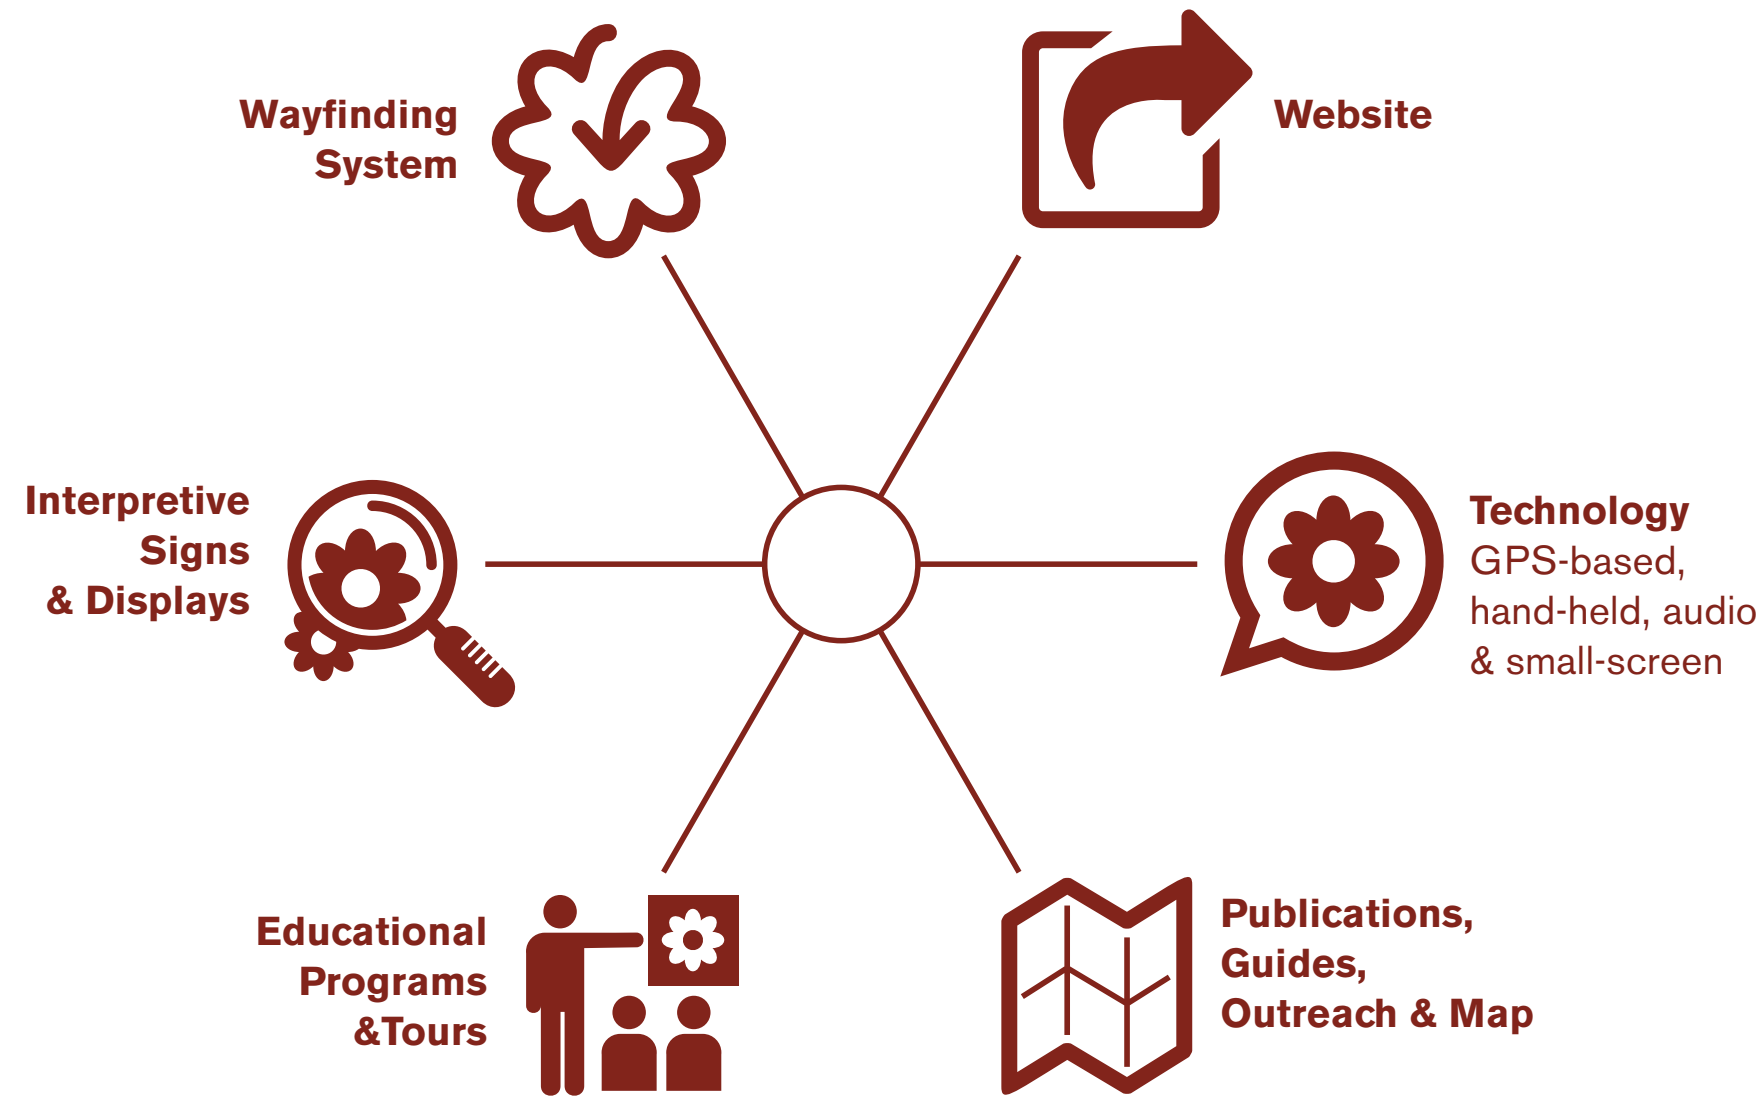 Wayfinding
System
Website
Interpretive
Signs
& Displays
Technology
GPS-based,
hand-held, audio
& small-screen
Educational
Programs
&Tours
Publications,
Guides,
Outreach & Map